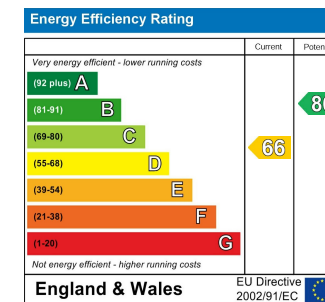 Energy Efficiency Rating
Current
Very energy efficient - lower running costs
(92 plus) A
(81-91) B
(69-80) C
(55-68) D
66
(39-54) E
(21-38) F
(1-20) G
Not energy efficient - higher running costs
England & Wales
EU Directive
2002/91/EC